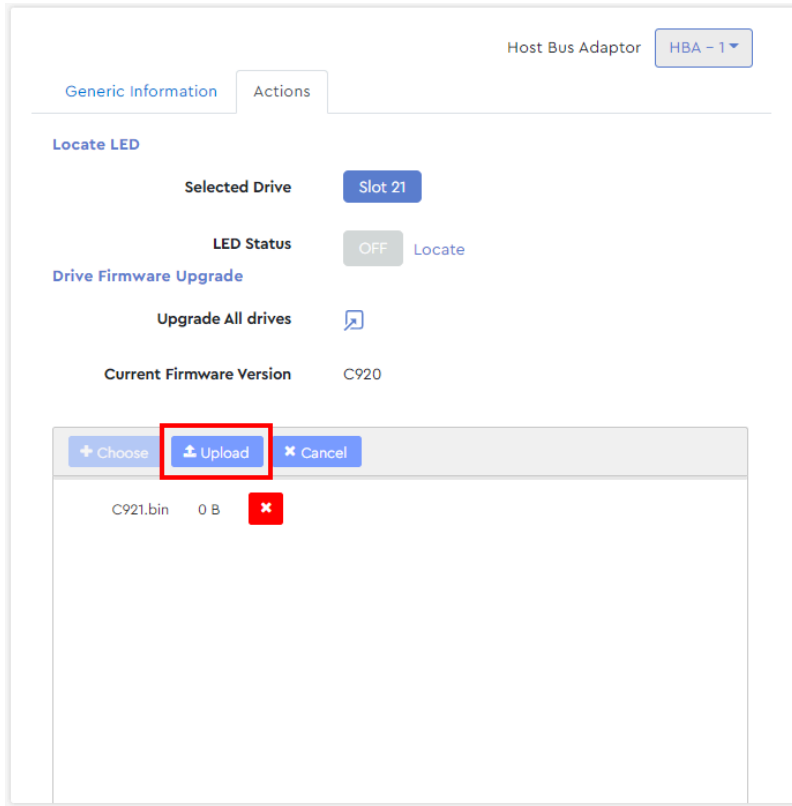 Host Bus Adaptor HBA - 1
Generic Information Actions
Locate LED
Selected Drive Slot 21
LED Status OFF Locate
Drive Firmware Upgrade
Upgrade All drives
Current Firmware Version C920
+ Choose Upload × Cancel
C921.bin 0 B ×